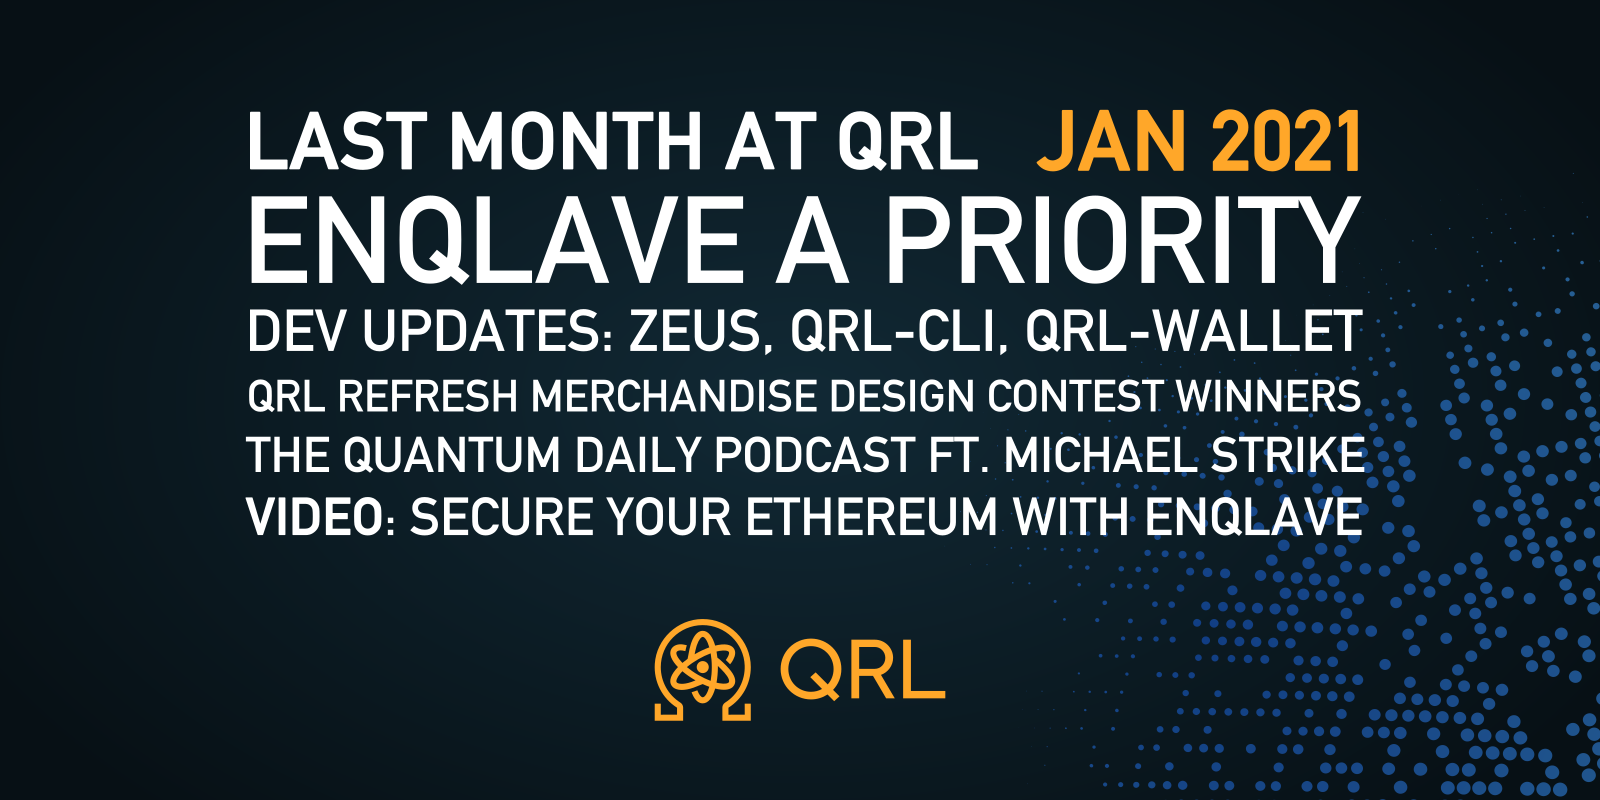 LAST MONTH AT QRL JAN 2021
ENQLAVE A PRIORITY
DEV UPDATES: ZEUS, QRL-CLI, QRL-WALLET
QRL REFRESH MERCHANDISE DESIGN CONTEST WINNERS
THE QUANTUM DAILY PODCAST FT. MICHAEL STRIKE
VIDEO: SECURE YOUR ETHEREUM WITH ENQLAVE
QRL